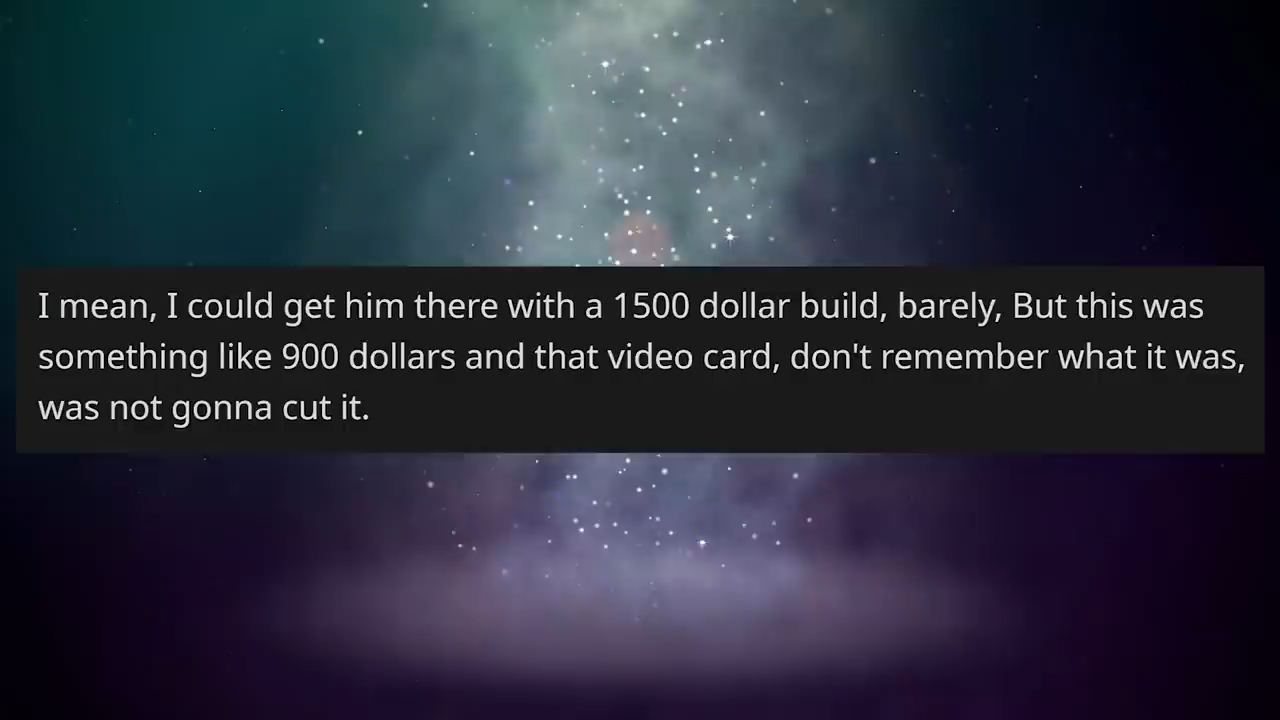 I mean, I could get him there with a 1500 dollar build, barely, But this was
something like 900 dollars and that video card, don't remember what it was,
was not gonna cut it.